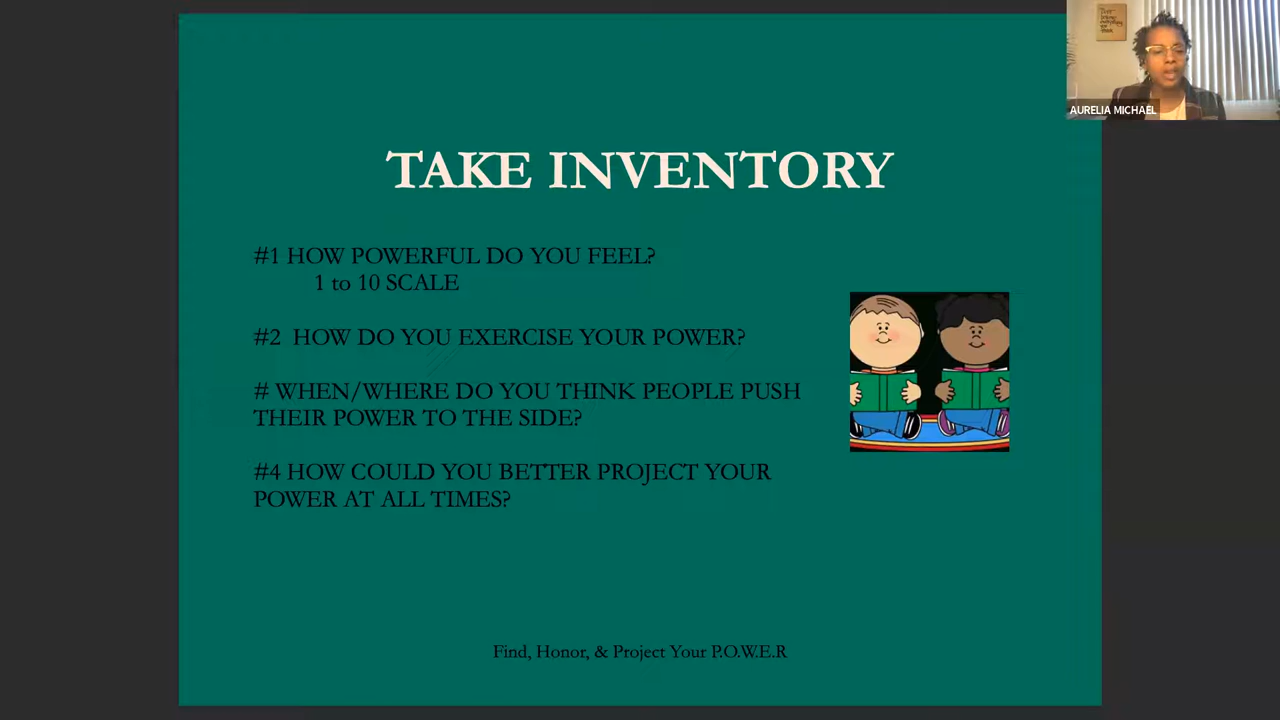 TAKE INVENTORY
#1 HOW POWERFUL DO YOU FEEL?
1 to 10 SCALE
#2 HOW DO YOU EXERCISE YOUR POWER?
# WHEN/WHERE DO YOU THINK PEOPLE PUSH
THEIR POWER TO THE SIDE?
#4 HOW COULD YOU BETTER PROJECT YOUR
POWER AT ALL TIMES?
Find, Honor, & Project Your P.O.W.E.R
AURELIA MICHAEL